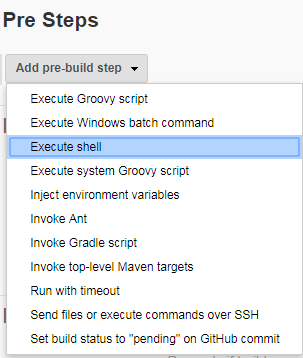 Pre Steps
Add pre-build step
Execute Groovy script
Execute Windows batch command
Execute shell
Execute system Groovy script
Inject environment variables
Invoke Ant
Invoke Gradle script
Invoke top-level Maven targets
Run with timeout
Send files or execute commands over SSH
Set build status to "pending" on GitHub commit